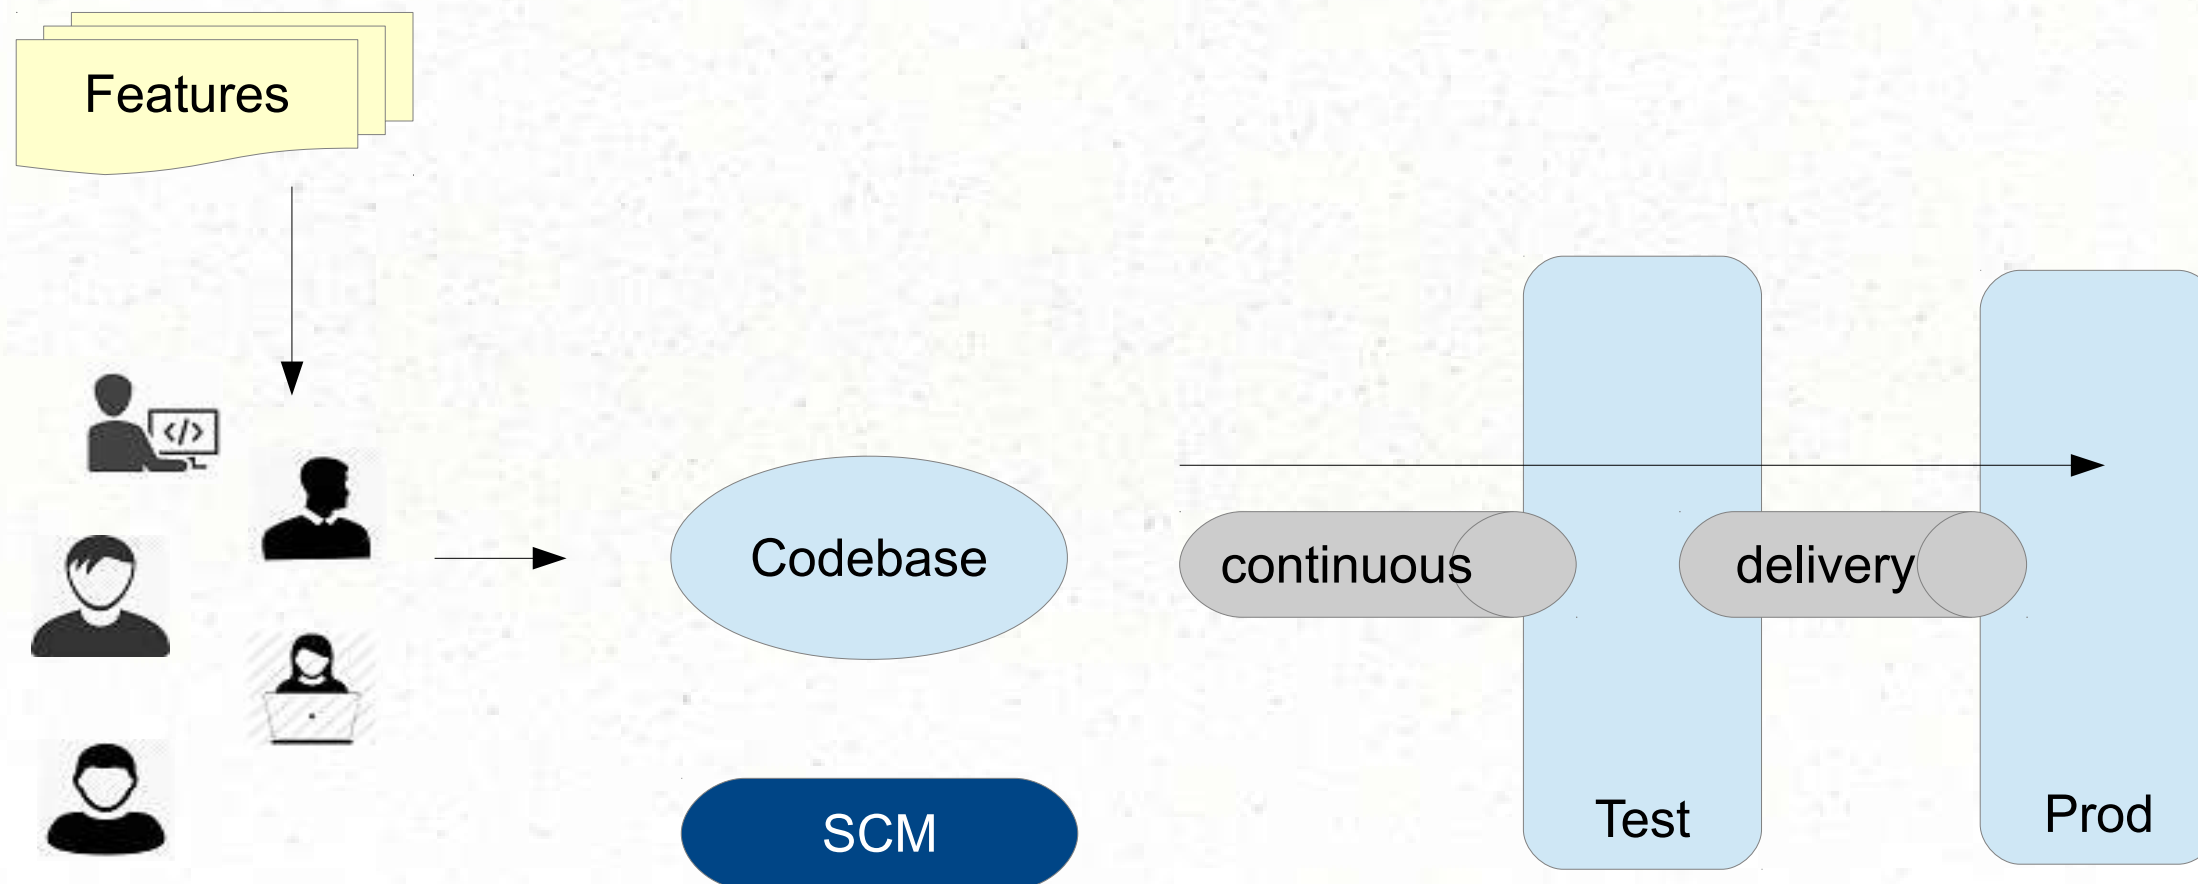 Features
</>
Codebase
continuous
delivery
SCM
Test
Prod